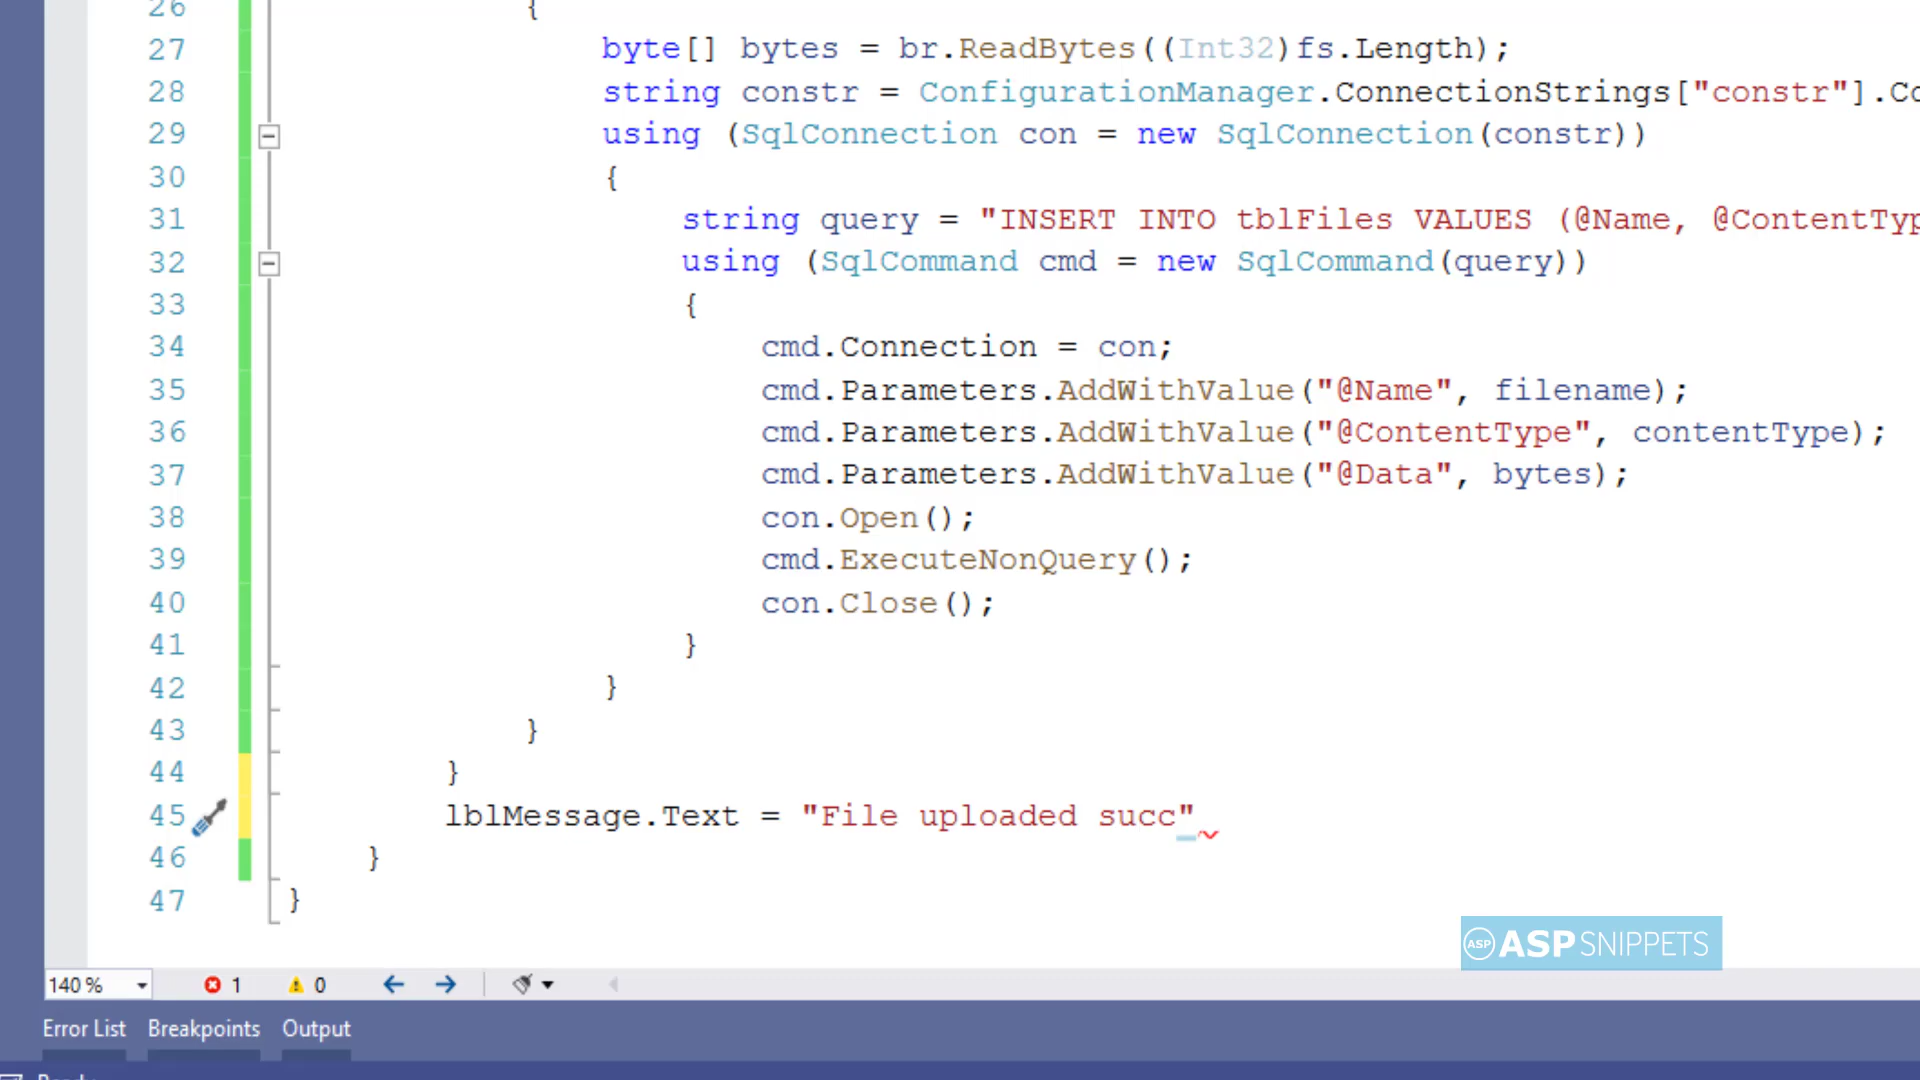 26 {
27 byte[] bytes = br.ReadBytes((Int32)fs.Length);
28 string constr = ConfigurationManager.ConnectionStrings["constr"].Co
29 using (SqlConnection con = new SqlConnection(constr))
30 {
31 string query = "INSERT INTO tblFiles VALUES (@Name, @ContentTyp
32 using (SqlCommand cmd = new SqlCommand(query))
33 {
34 cmd.Connection = con;
35 cmd.Parameters.AddWithValue("@Name", filename);
36 cmd.Parameters.AddWithValue("@ContentType", contentType);
37 cmd.Parameters.AddWithValue("@Data", bytes);
38 con.Open();
39 cmd.ExecuteNonQuery();
40 con.Close();
41 }
42 }
43 }
44 }
45 lblMessage.Text = "File uploaded succ"
46 }
47 }
ASP ASPSNIPPETS
140 % 1 0
Error List Breakpoints Output